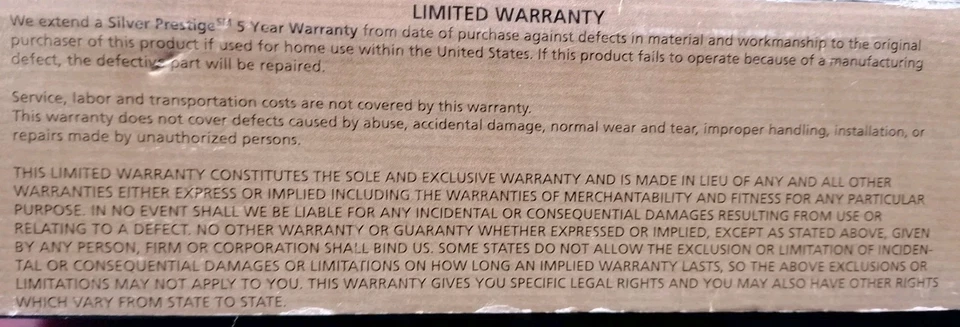 LIMITED WARRANTY
We extend a Silver Prestige℠ 5 Year Warranty from date of purchase against defects in material and workmanship to the original
purchaser of this product if used for home use within the United States. If this product fails to operate because of a manufacturing
defect, the defective part will be repaired.
Service, labor and transportation costs are not covered by this warranty.
This warranty does not cover defects caused by abuse, accidental damage, normal wear and tear, improper handling, installation, or
repairs made by unauthorized persons.
THIS LIMITED WARRANTY CONSTITUTES THE SOLE AND EXCLUSIVE WARRANTY AND IS MADE IN LIEU OF ANY AND ALL OTHER
WARRANTIES EITHER EXPRESS OR IMPLIED INCLUDING THE WARRANTIES OF MERCHANTABILITY AND FITNESS FOR ANY PARTICULAR
PURPOSE. IN NO EVENT SHALL WE BE LIABLE FOR ANY INCIDENTAL OR CONSEQUENTIAL DAMAGES RESULTING FROM USE OR
RELATING TO A DEFECT. NO OTHER WARRANTY OR GUARANTY WHETHER EXPRESSED OR IMPLIED, EXCEPT AS STATED ABOVE, GIVEN
BY ANY PERSON, FIRM OR CORPORATION SHALL BIND US. SOME STATES DO NOT ALLOW THE EXCLUSION OR LIMITATION OF INCIDEN-
TAL OR CONSEQUENTIAL DAMAGES OR LIMITATIONS ON HOW LONG AN IMPLIED WARRANTY LASTS, SO THE ABOVE EXCLUSIONS OR
LIMITATIONS MAY NOT APPLY TO YOU. THIS WARRANTY GIVES YOU SPECIFIC LEGAL RIGHTS AND YOU MAY ALSO HAVE OTHER RIGHTS
WHICH VARY FROM STATE TO STATE.